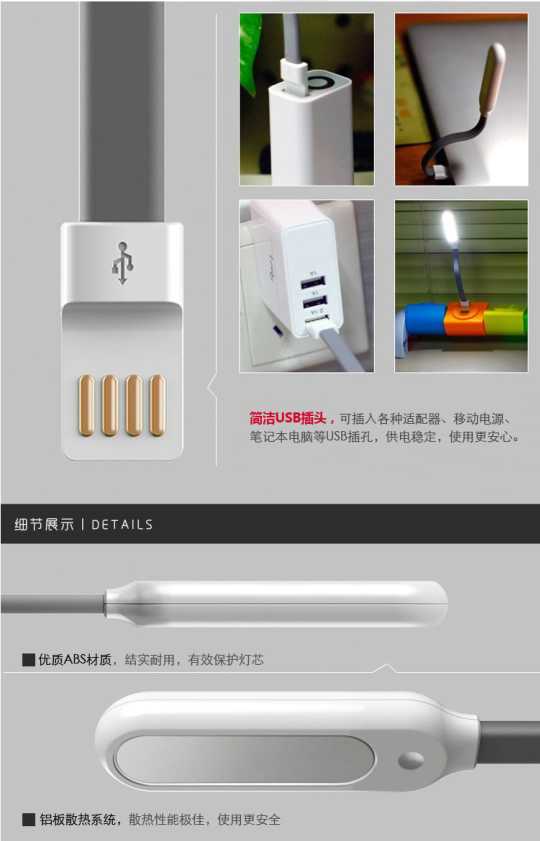 简洁USB插头，可插入各种适配器、移动电源、
笔记本电脑等USB插孔，供电稳定，使用更安心。
细节展示 | DETAILS
优质ABS材质，结实耐用，有效保护灯芯
铝板散热系统，散热性能极佳，使用更安全